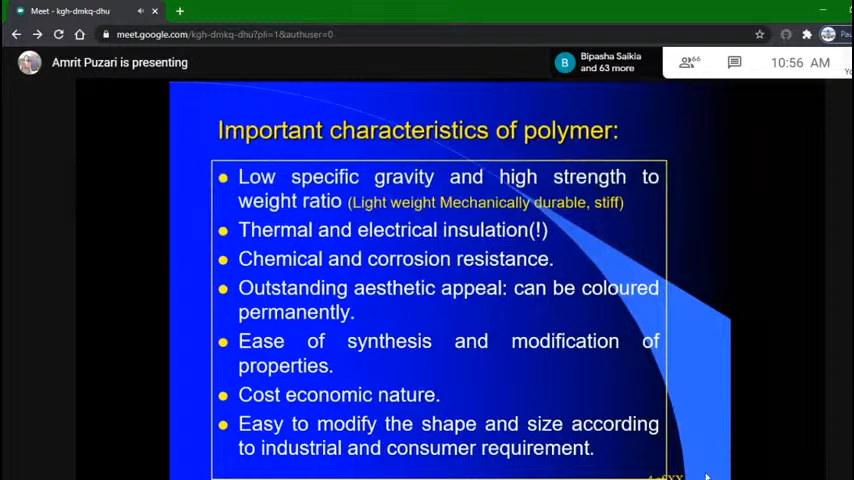 Meet - kgh-dmkq-dhu
meet.google.com/kgh-dmkq-dhu?pli=1&authuser=0
Amrit Puzari is presenting
B
Bipasha Saikia
and 63 more
66
10:56 AM
Important characteristics of polymer:
Low specific gravity and high strength to
weight ratio (Light weight Mechanically durable, stiff)
Thermal and electrical insulation(!)
Chemical and corrosion resistance.
Outstanding aesthetic appeal: can be coloured
permanently.
Ease of synthesis and modification of
properties.
Cost economic nature.
Easy to modify the shape and size according
to industrial and consumer requirement.